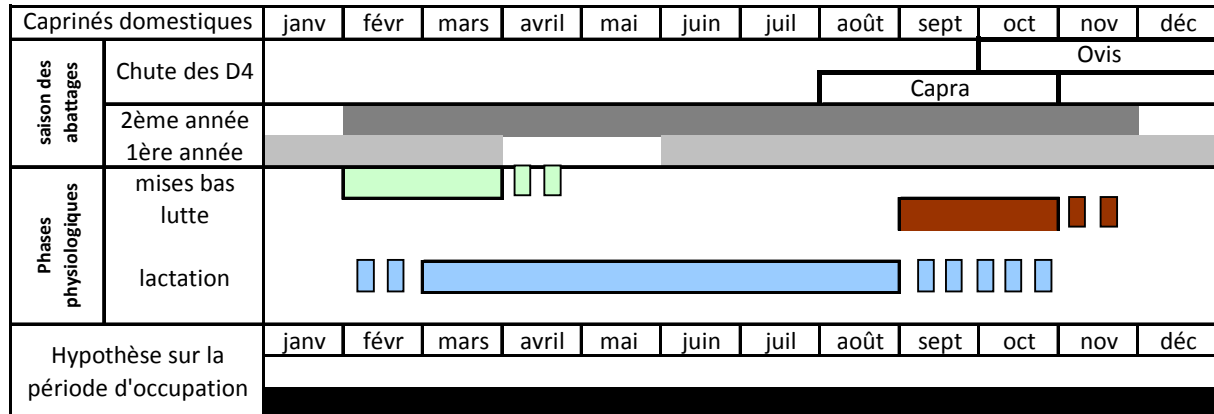 Caprinés domestiques janv févr mars avril mai juin juil août sept oct nov déc
saison des
abattages
Chute des D4
Ovis
Capra
2ème année
1ère année
Phases
physiologiques
mises bas
lutte
lactation
Hypothèse sur la
période d'occupation
janv févr mars avril mai juin juil août sept oct nov déc